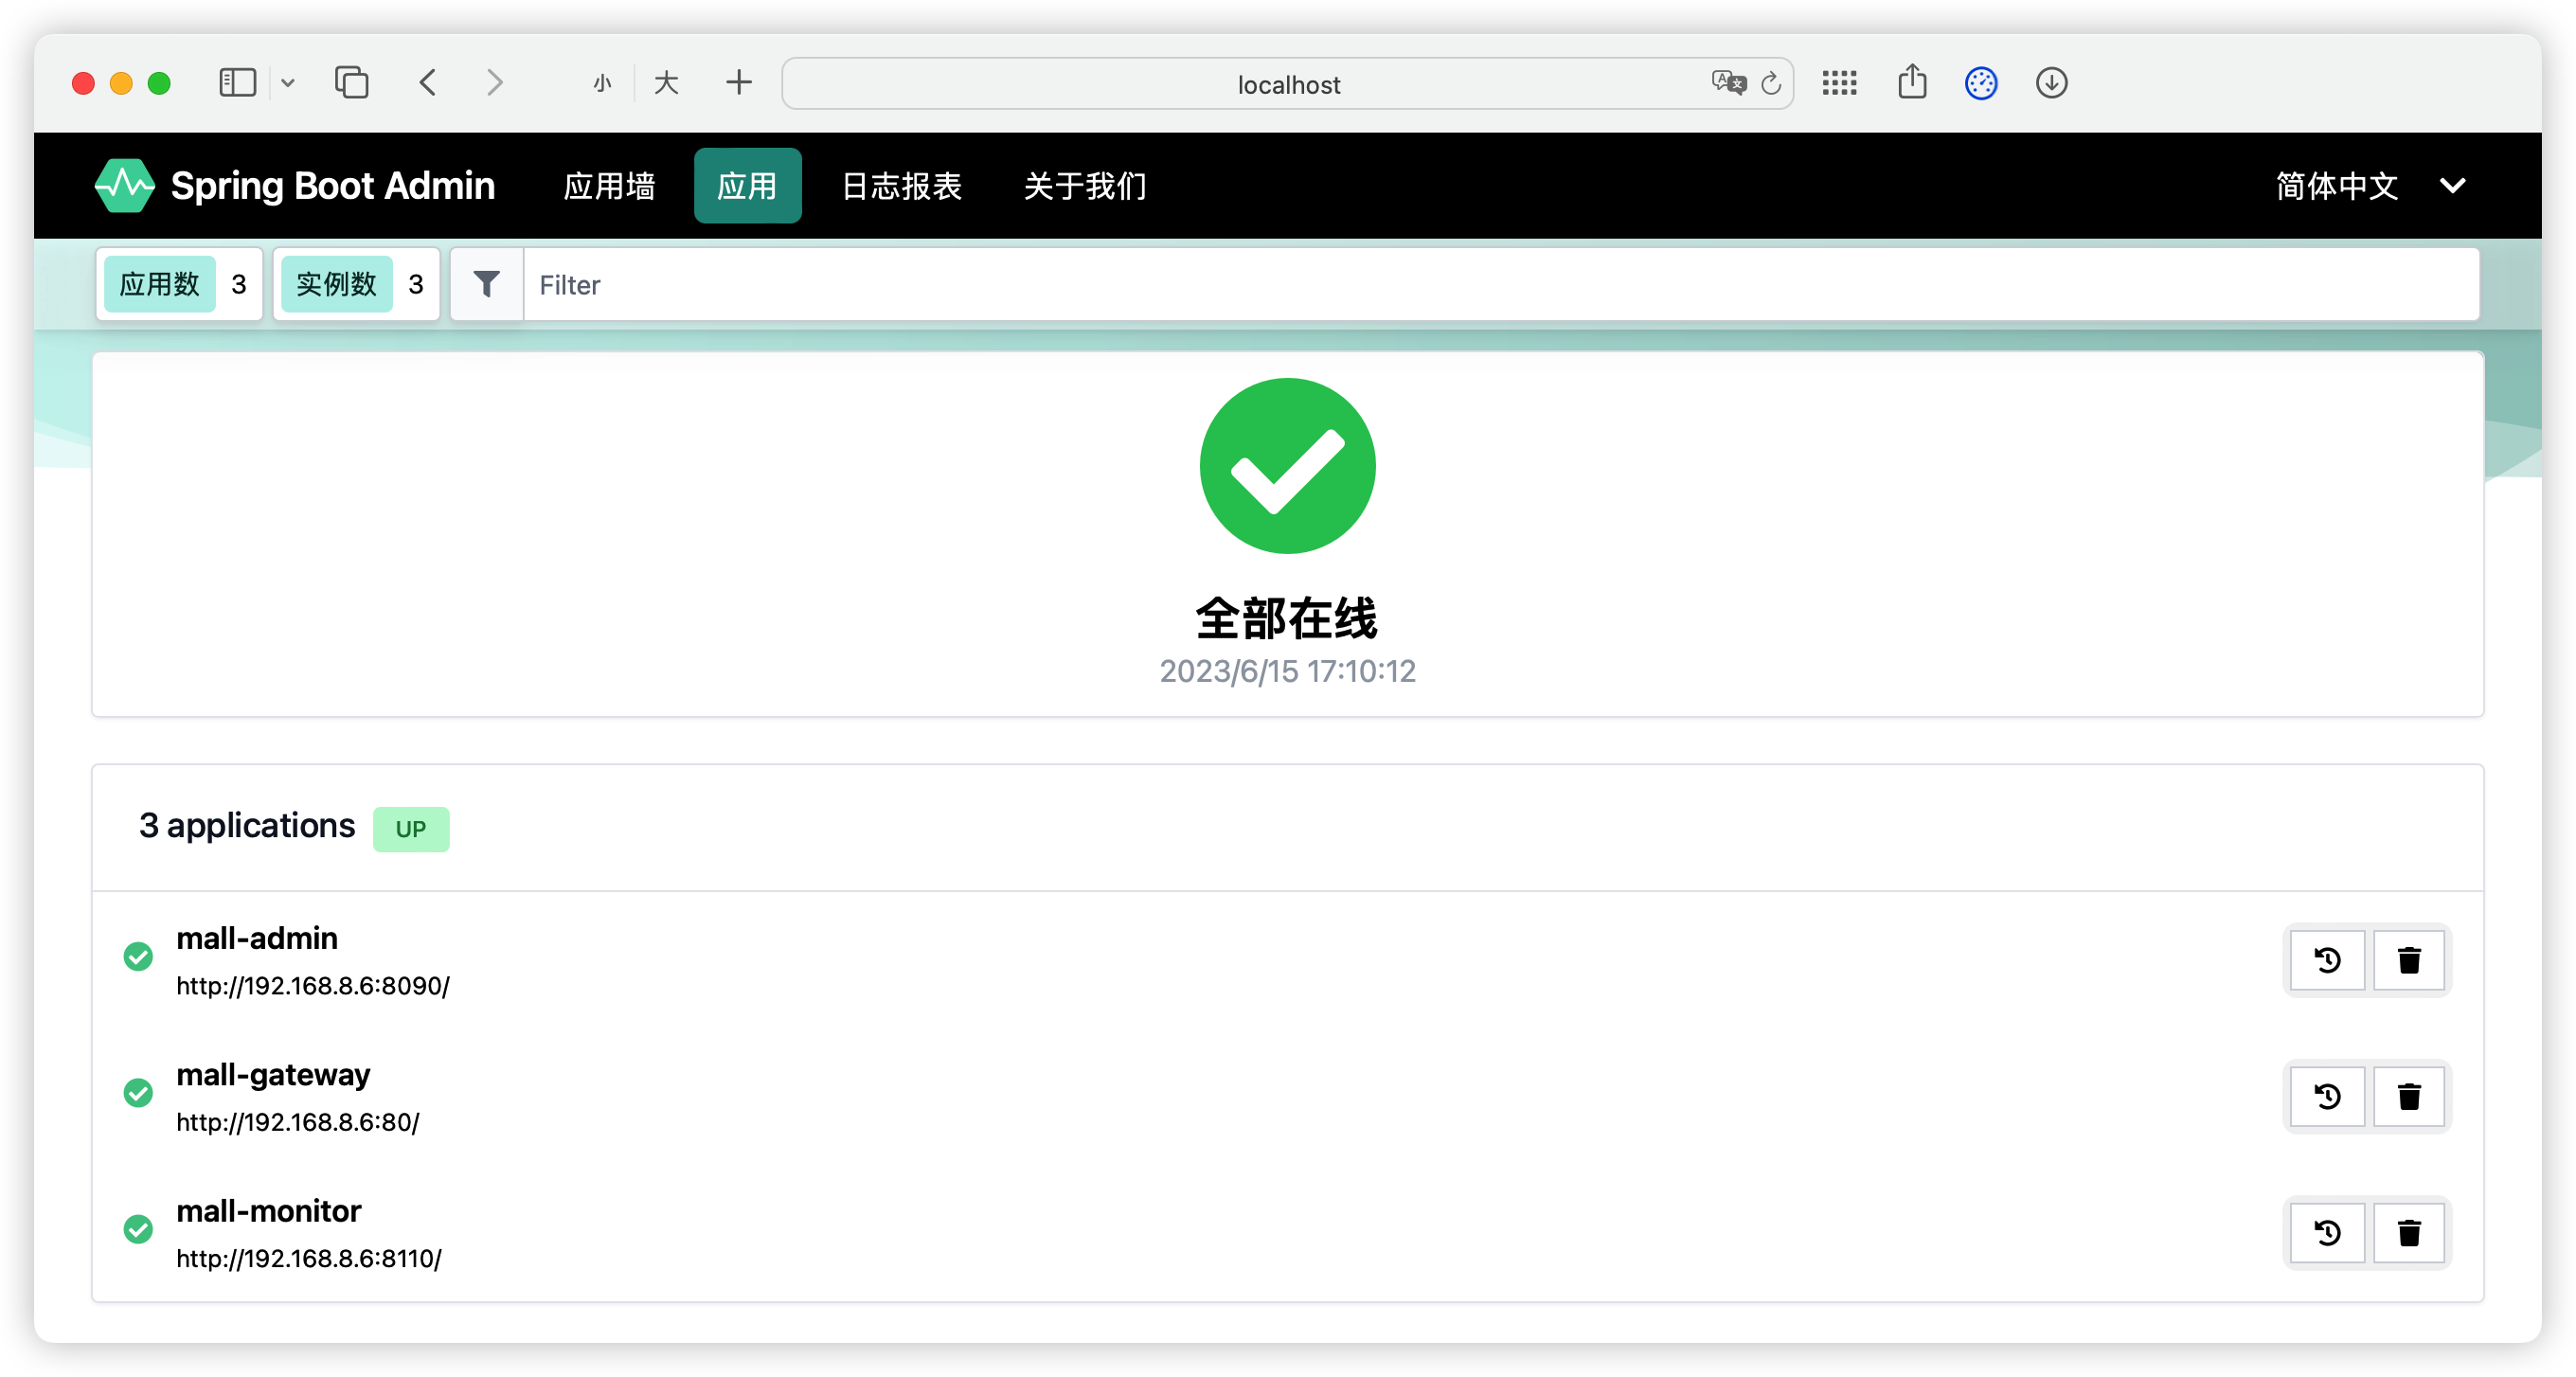 小 大 localhost
Spring Boot Admin 应用墙 应用 日志报表 关于我们 简体中文
应用数 3 实例数 3 Filter
全部在线
2023/6/15 17:10:12
3 applications UP
mall-admin
http://192.168.8.6:8090/
mall-gateway
http://192.168.8.6:80/
mall-monitor
http://192.168.8.6:8110/